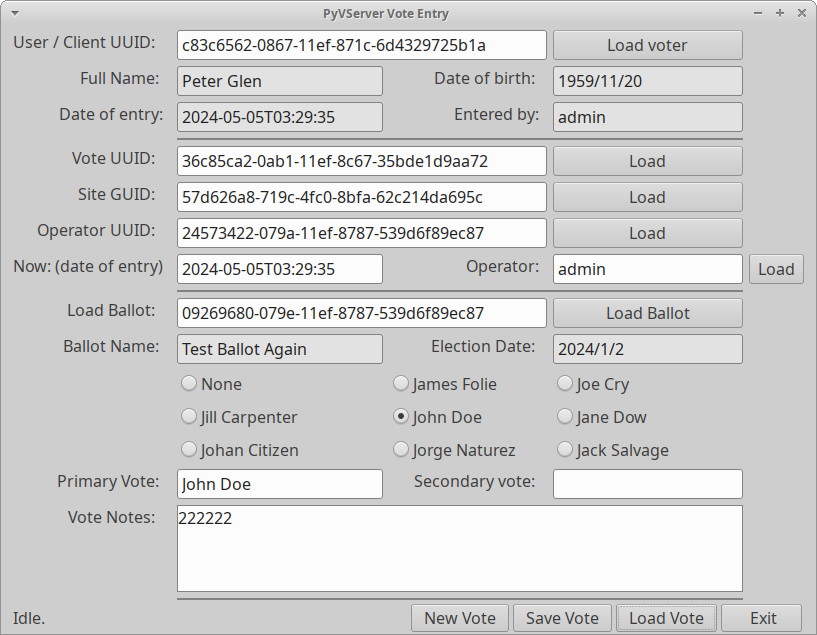 PyVServer Vote Entry
User / Client UUID: c83c6562-0867-11ef-871c-6d4329725b1a Load voter
Full Name: Peter Glen Date of birth: 1959/11/20
Date of entry: 2024-05-05T03:29:35 Entered by: admin
Vote UUID: 36c85ca2-0ab1-11ef-8c67-35bde1d9aa72 Load
Site GUID: 57d626a8-719c-4fc0-8bfa-62c214da695c Load
Operator UUID: 24573422-079a-11ef-8787-539d6f89ec87 Load
Now: (date of entry) 2024-05-05T03:29:35 Operator: admin Load
Load Ballot: 09269680-079e-11ef-8787-539d6f89ec87 Load Ballot
Ballot Name: Test Ballot Again Election Date: 2024/1/2
None James Folie Joe Cry
Jill Carpenter John Doe Jane Dow
Johan Citizen Jorge Naturez Jack Salvage
Primary Vote: John Doe Secondary vote:
Vote Notes: 222222
Idle. New Vote Save Vote Load Vote Exit